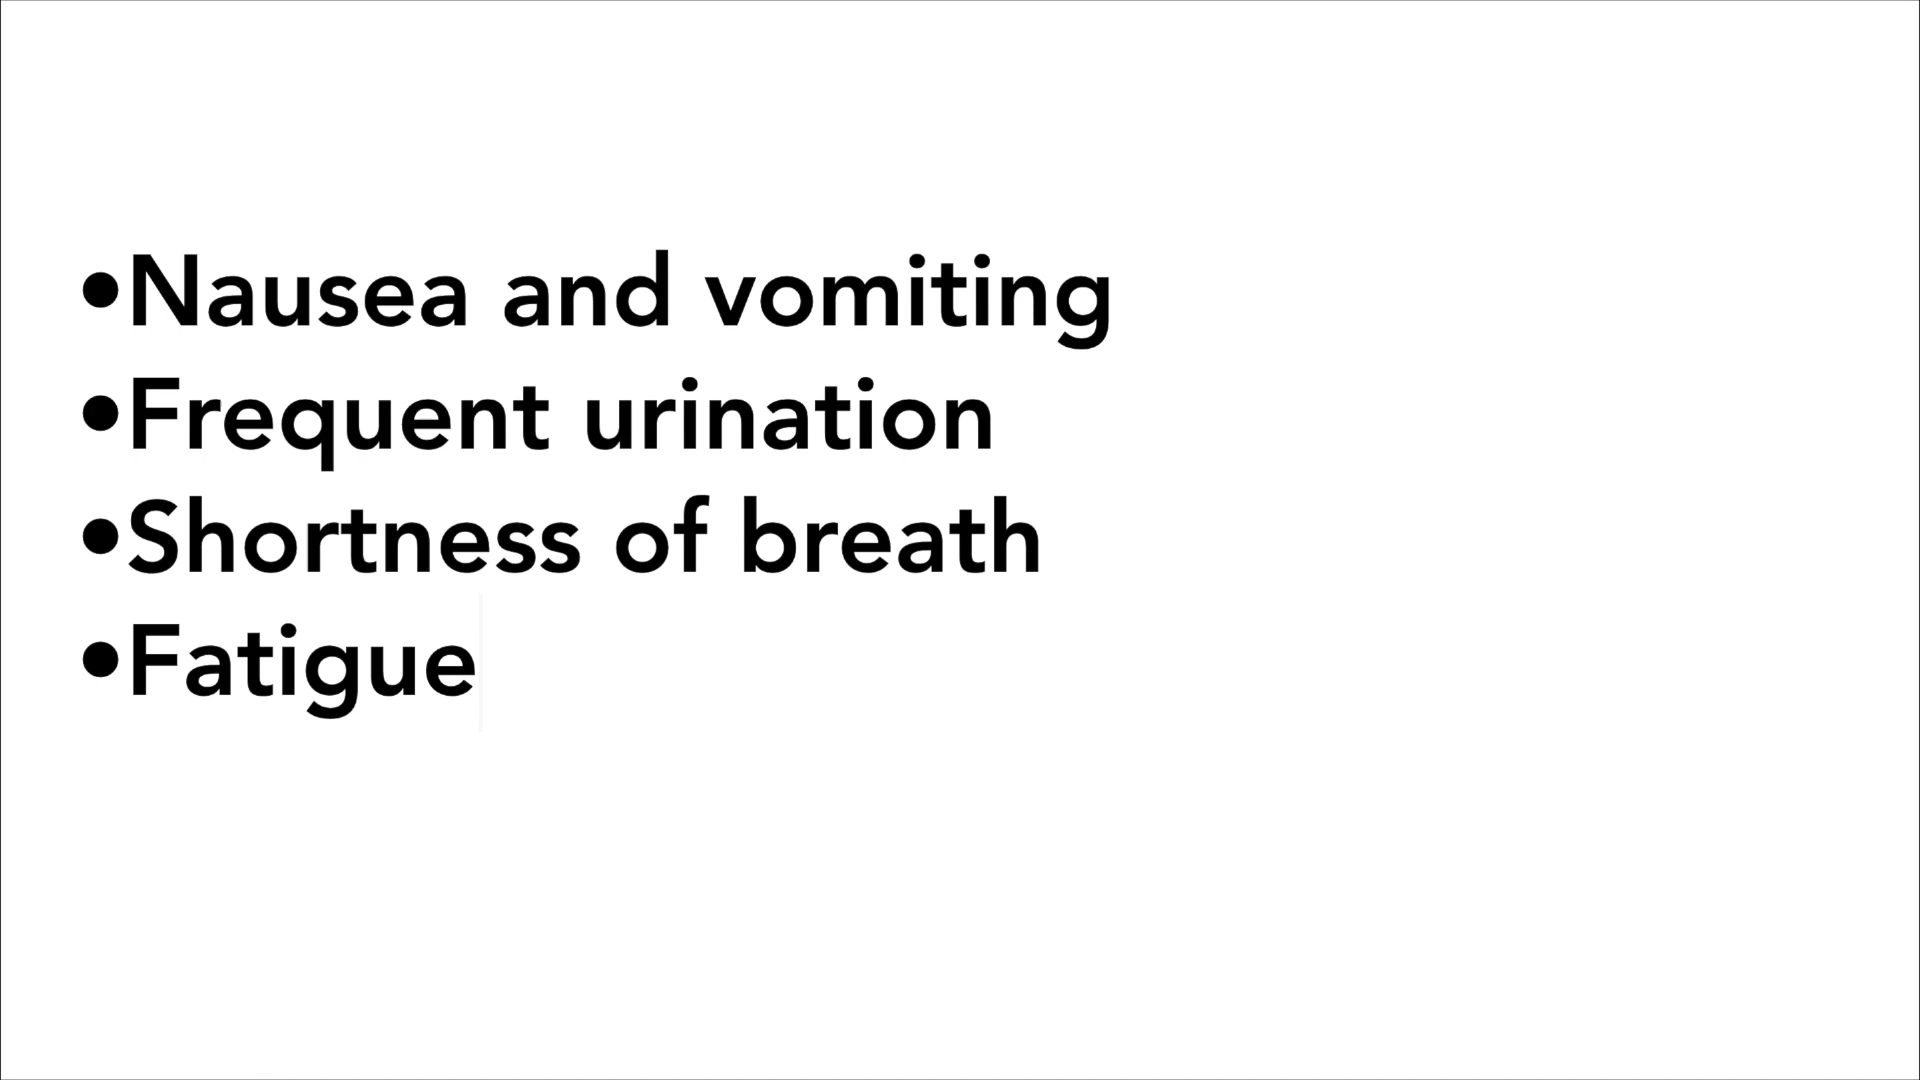 •Nausea and vomiting
•Frequent urination
•Shortness of breath
•Fatigue